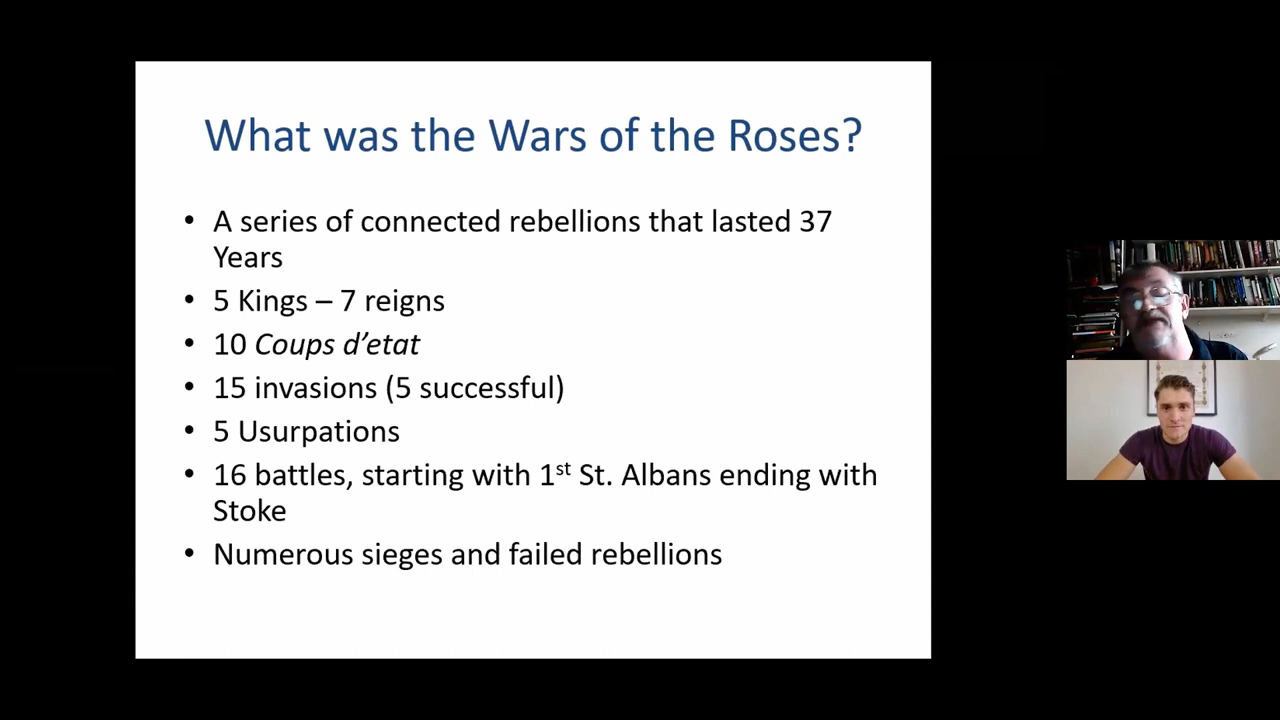 What was the Wars of the Roses?
• A series of connected rebellions that lasted 37
Years
• 5 Kings – 7 reigns
• 10 Coups d’etat
• 15 invasions (5 successful)
• 5 Usurpations
• 16 battles, starting with 1st St. Albans ending with
Stoke
• Numerous sieges and failed rebellions